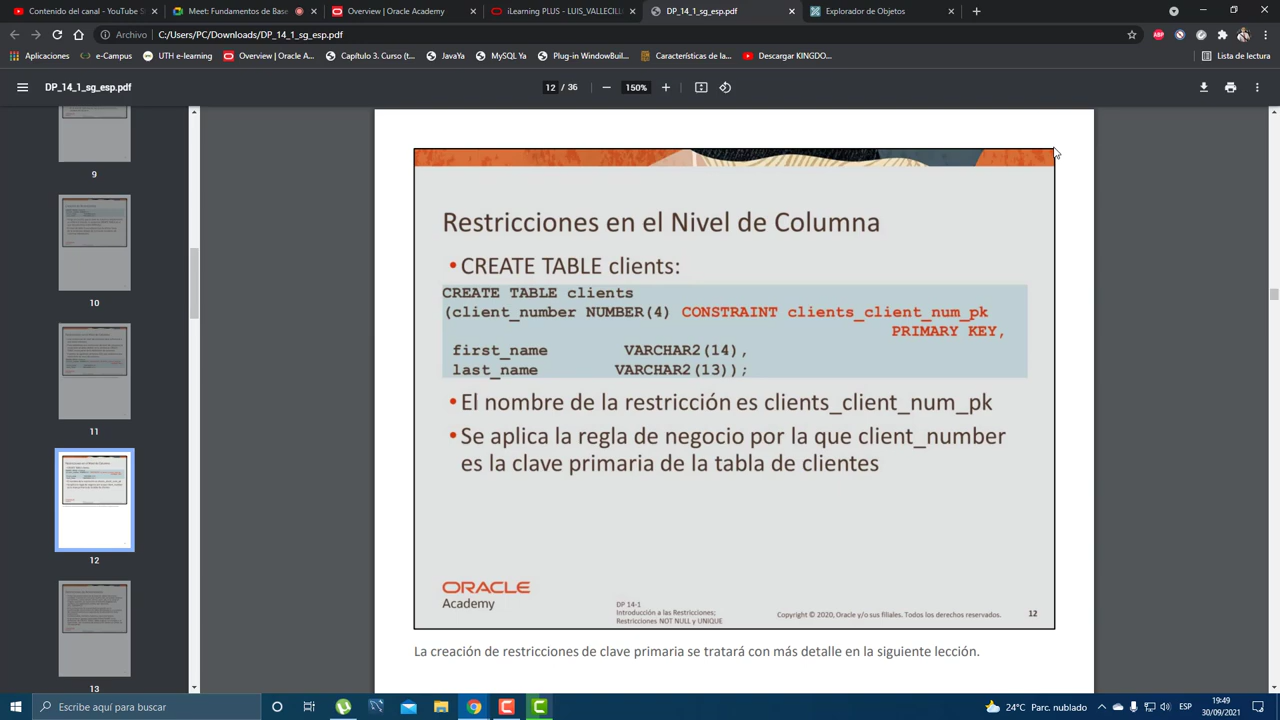 Contenido del canal - YouTube S
Meet: Fundamentos de Base
Overview | Oracle Academy
iLearning PLUS - LUIS_VALLECILL
DP_14_1_sg_esp.pdf
Explorador de Objetos
Archivo C:/Users/PC/Downloads/DP_14_1_sg_esp.pdf
Aplicaciones
e-Campus
UTH e-learning
Overview | Oracle A...
Capítulo 3. Curso (t...
JavaYa
MySQL Ya
Plug-in WindowBuil...
Características de la...
Descargar KINGDO...
Lista de lectura
DP_14_1_sg_esp.pdf
12 / 36
150%
9
10
11
12
13
Restricciones en el Nivel de Columna
•CREATE TABLE clients:
CREATE TABLE clients
(client_number NUMBER(4) CONSTRAINT clients_client_num_pk
PRIMARY KEY,
first_name VARCHAR2(14),
last_name VARCHAR2(13));
•El nombre de la restricción es clients_client_num_pk
•Se aplica la regla de negocio por la que client_number
es la clave primaria de la tabla de clientes
ORACLE
Academy
DP 14-1
Introducción a las Restricciones;
Restricciones NOT NULL y UNIQUE
Copyright © 2020, Oracle y/o sus filiales. Todos los derechos reservados.
12
La creación de restricciones de clave primaria se tratará con más detalle en la siguiente lección.
Escribe aquí para buscar
24°C Parc. nublado
ESP
19:49
30/09/2021